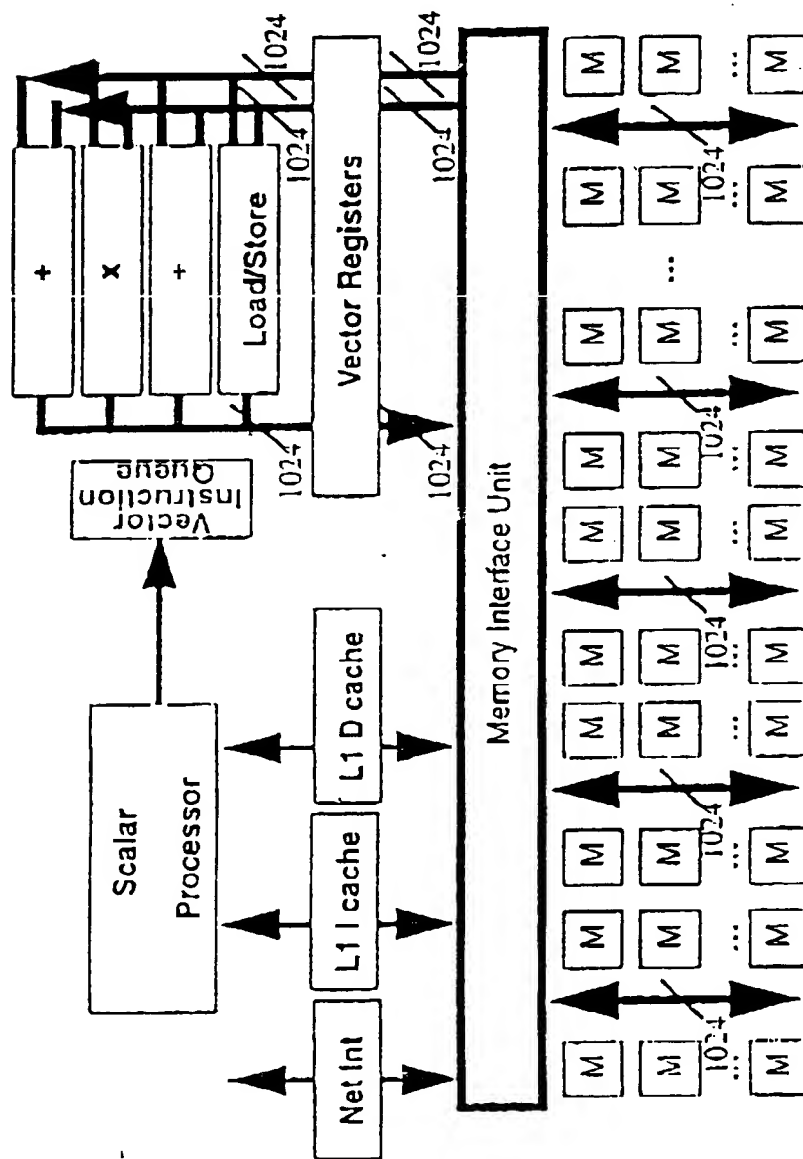 +
x
÷
Load/Store
Vector
Instruction
Queue
Scalar
Processor
1024
1024
1024
1024
1024
1024
Net Int
L1 I cache
L1 D cache
Vector Registers
Memory Interface Unit
M M M M M M M M ... M M
M M M M M M M M M M
... ... ... ... ... ... ... ... ... ...
M M M M M M M M M M
1024 1024 1024 1024 1024